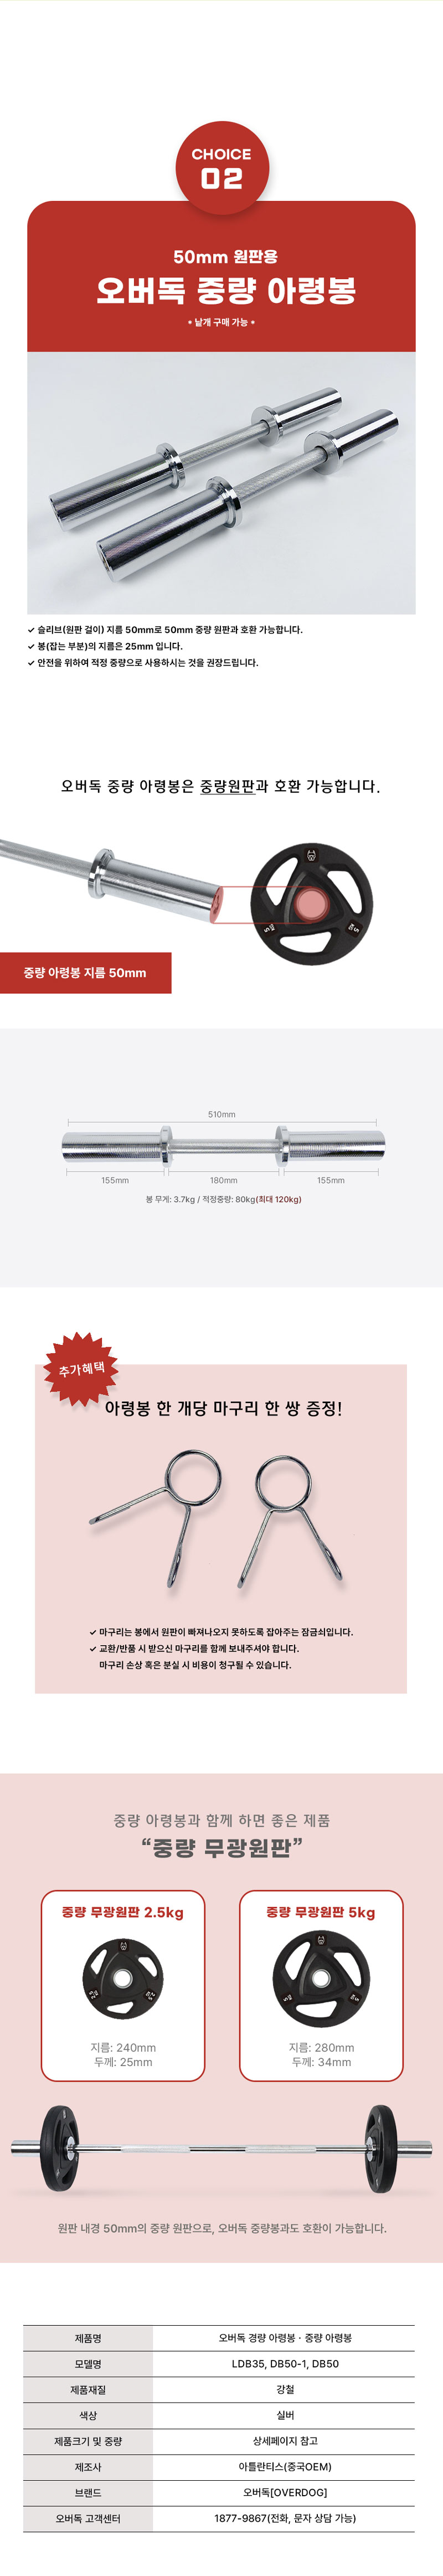 CHOICE
02
50mm 원판용
오버독 중량 아령봉
* 낱개 구매 가능 *
✓ 슬리브(원판 걸이) 지름 50mm로 50mm 중량 원판과 호환 가능합니다.
✓ 봉(잡는 부분)의 지름은 25mm 입니다.
✓ 안전을 위하여 적정 중량으로 사용하시는 것을 권장드립니다.
오버독 중량 아령봉은 중량원판과 호환 가능합니다.
중량 아령봉 지름 50mm
510mm
155mm 180mm 155mm
봉 무게: 3.7kg / 적정중량: 80kg(최대 120kg)
추가혜택
아령봉 한 개당 마구리 한 쌍 증정!
✓ 마구리는 봉에서 원판이 빠져나오지 못하도록 잡아주는 잠금쇠입니다.
✓ 교환/반품 시 받으신 마구리를 함께 보내주셔야 합니다.
마구리 손상 혹은 분실 시 비용이 청구될 수 있습니다.
중량 아령봉과 함께 하면 좋은 제품
“중량 무광원판”
중량 무광원판 2.5kg
지름: 240mm
두께: 25mm
중량 무광원판 5kg
지름: 280mm
두께: 34mm
원판 내경 50mm의 중량 원판으로, 오버독 중량봉과도 호환이 가능합니다.
제품명 오버독 경량 아령봉 · 중량 아령봉
모델명 LDB35, DB50-1, DB50
제품재질 강철
색상 실버
제품크기 및 중량 상세페이지 참고
제조사 아틀란티스(중국OEM)
브랜드 오버독[OVERDOG]
오버독 고객센터 1877-9867(전화, 문자 상담 가능)